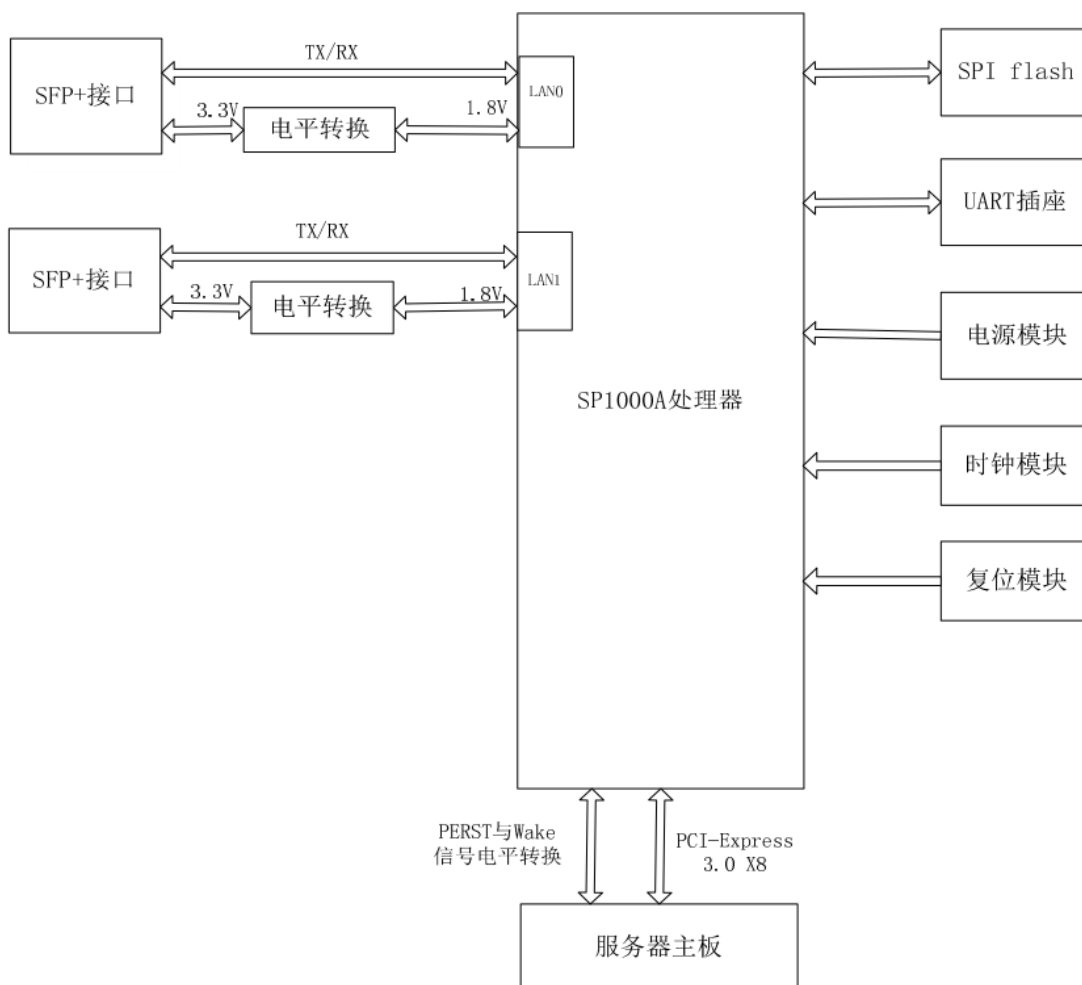 TX/RX
SFP+接口
3.3V
电平转换
1.8V
LAN0
TX/RX
SFP+接口
3.3V
电平转换
1.8V
LAN1
SP1000A处理器
SPI flash
UART插座
电源模块
时钟模块
复位模块
PERST与Wake
信号电平转换
PCI-Express
3.0 X8
服务器主板